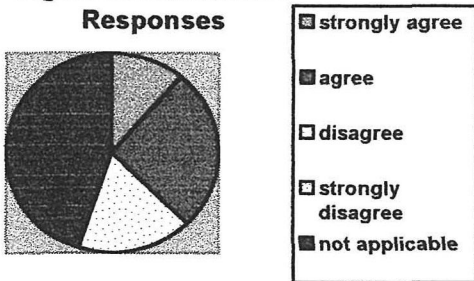 Responses
strongly agree
agree
disagree
strongly
disagree
not applicable